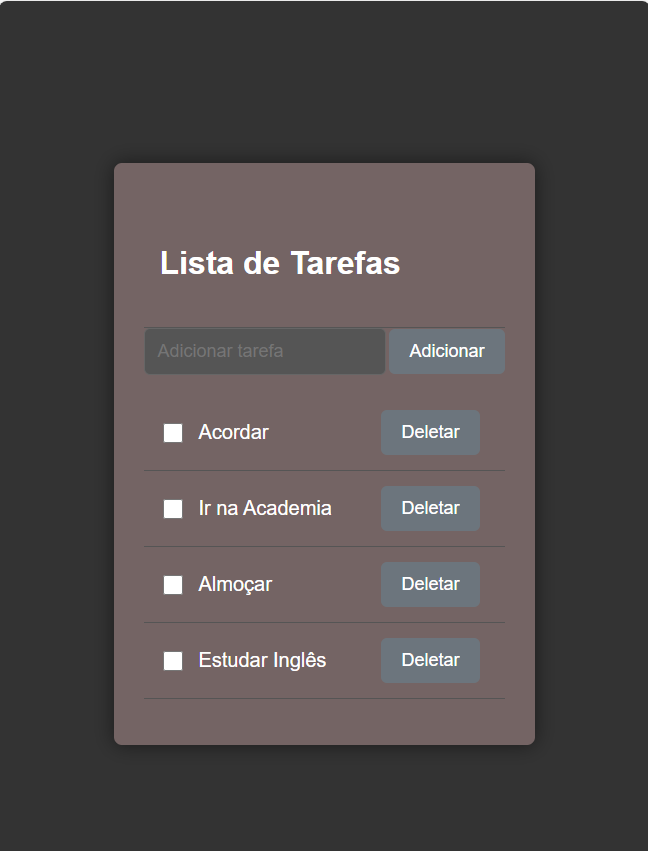 Lista de Tarefas
Adicionar tarefa Adicionar
Acordar Deletar
Ir na Academia Deletar
Almoçar Deletar
Estudar Inglês Deletar